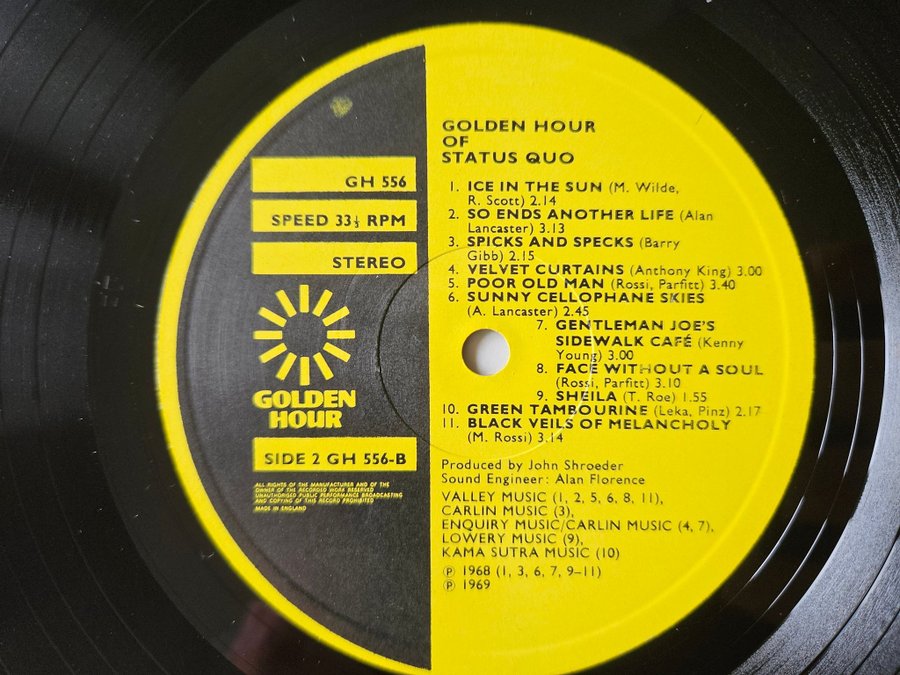 GH 556
SPEED 33⅓ RPM
STEREO
GOLDEN
HOUR
SIDE 2 GH 556-B
ALL RIGHTS OF THE MANUFACTURER AND OF THE
OWNER OF THE RECORDED WORK RESERVED
UNAUTHORISED PUBLIC PERFORMANCE BROADCASTING
AND COPYING OF THIS RECORD PROHIBITED
MADE IN ENGLAND
GOLDEN HOUR
OF
STATUS QUO
1. ICE IN THE SUN (M. Wilde,
R. Scott) 2.14
2. SO ENDS ANOTHER LIFE (Alan
Lancaster) 3.13
3. SPICKS AND SPECKS (Barry
Gibb) 2.15
4. VELVET CURTAINS (Anthony King) 3.00
5. POOR OLD MAN (Rossi, Parfitt) 3.40
6. SUNNY CELLOPHANE SKIES
(A. Lancaster) 2.45
7. GENTLEMAN JOE'S
SIDEWALK CAFÉ (Kenny
Young) 3.00
8. FACE WITHOUT A SOUL
(Rossi, Parfitt) 3.10
9. SHEILA (T. Roe) 1.55
10. GREEN TAMBOURINE (Leka, Pinz) 2.17
11. BLACK VEILS OF MELANCHOLY
(M. Rossi) 3.14
Produced by John Shroeder
Sound Engineer: Alan Florence
VALLEY MUSIC (1, 2, 5, 6, 8, 11),
CARLIN MUSIC (3),
ENQUIRY MUSIC/CARLIN MUSIC (4, 7),
LOWERY MUSIC (9),
KAMA SUTRA MUSIC (10)
℗ 1968 (1, 3, 6, 7, 9–11)
℗ 1969